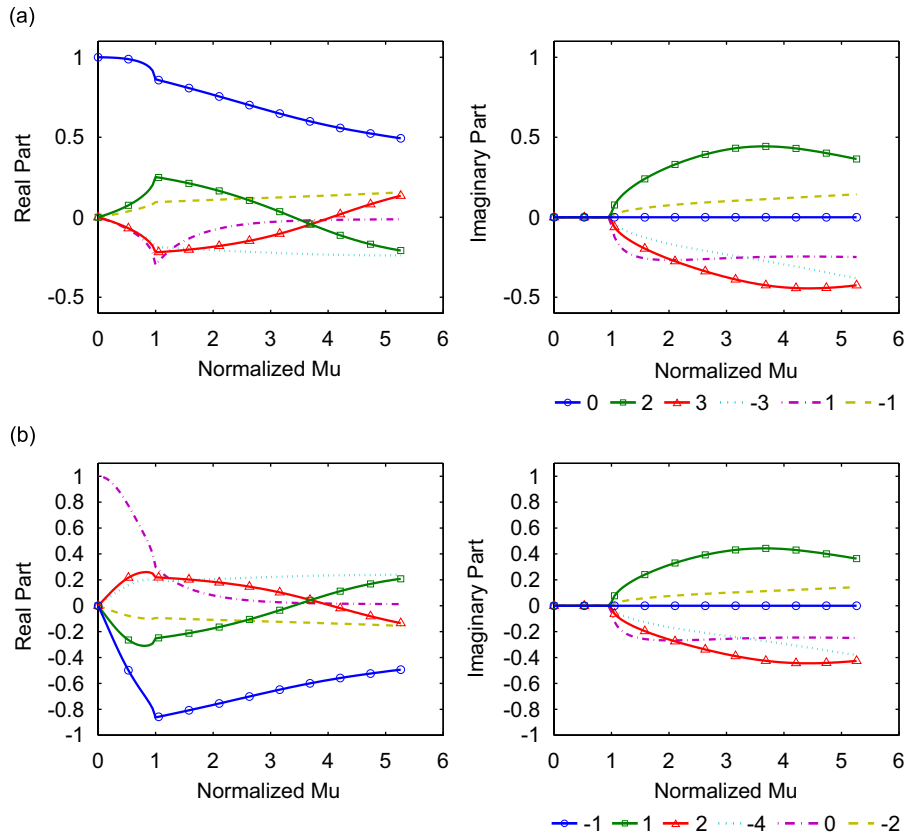 (a)
Real Part
1
0.5
0
-0.5
0 1 2 3 4 5 6
Normalized Mu
Imaginary Part
1
0.5
0
-0.5
0 1 2 3 4 5 6
Normalized Mu
0 2 3 -3 1 -1
(b)
Real Part
1
0.8
0.6
0.4
0.2
0
-0.2
-0.4
-0.6
-0.8
-1
0 1 2 3 4 5 6
Normalized Mu
Imaginary Part
1
0.8
0.6
0.4
0.2
0
-0.2
-0.4
-0.6
-0.8
-1
0 1 2 3 4 5 6
Normalized Mu
-1 1 2 -4 0 -2